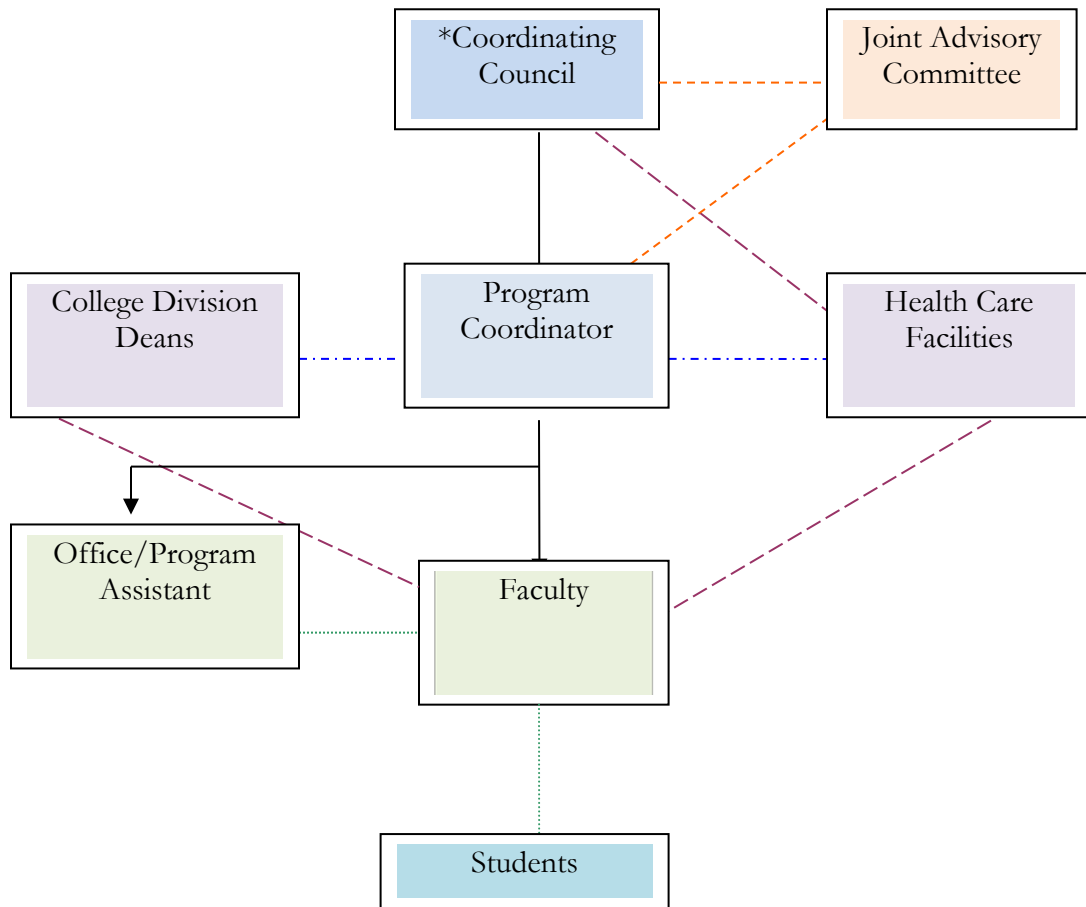 *Coordinating
Council
Joint Advisory
Committee
College Division
Deans
Program
Coordinator
Health Care
Facilities
Office/Program
Assistant
Faculty
Students